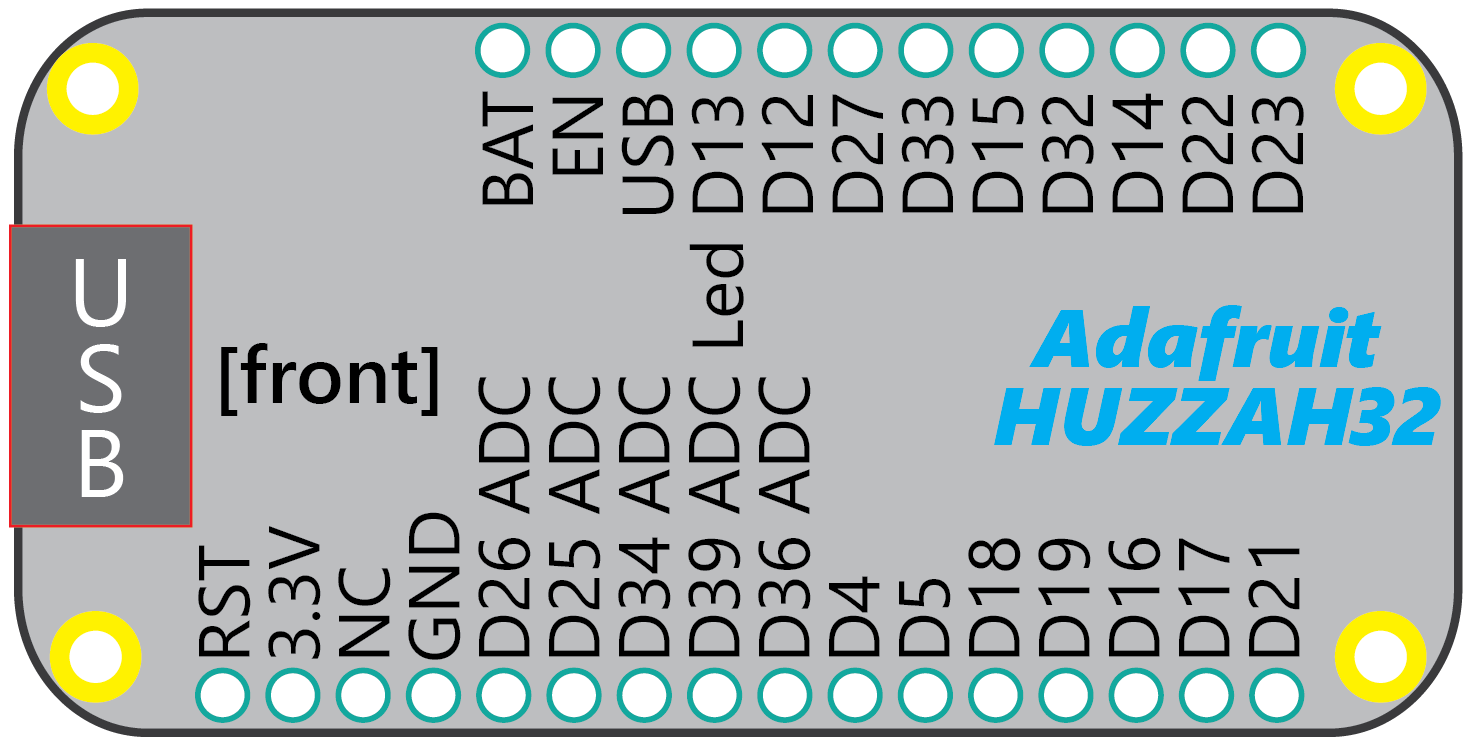 BAT
EN
USB
D13 Led
D12
D27
D33
D15
D32
D14
D22
D23
USB
[front]
Adafruit
HUZZAH32
RST
3.3V
NC
GND
D26 ADC
D25 ADC
D34 ADC
D39 ADC
D36 ADC
D4
D5
D18
D19
D16
D17
D21